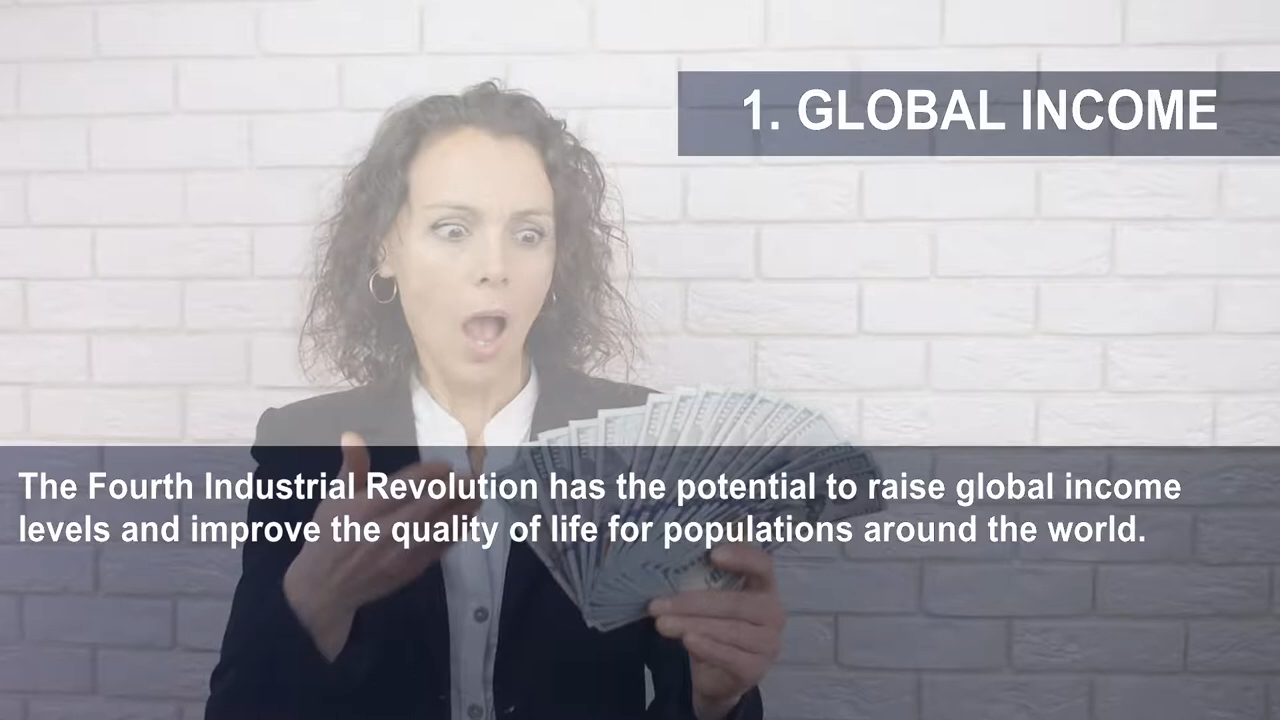 1. GLOBAL INCOME
The Fourth Industrial Revolution has the potential to raise global income
levels and improve the quality of life for populations around the world.